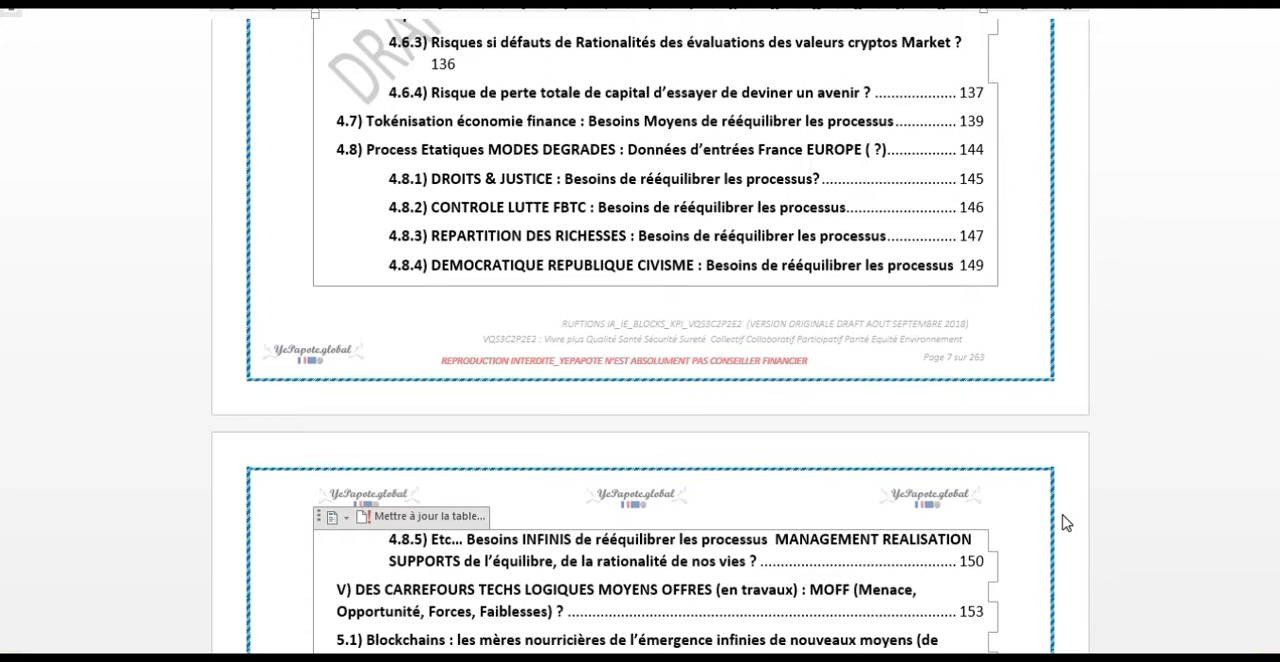 DRAFT
4.6.3) Risques si défauts de Rationalités des évaluations des valeurs cryptos Market ?
136
4.6.4) Risque de perte totale de capital d’essayer de deviner un avenir ? .................... 137
4.7) Tokénisation économie finance : Besoins Moyens de rééquilibrer les processus .............. 139
4.8) Process Etatiques MODES DEGRADES : Données d’entrées France EUROPE ( ?) ................ 144
4.8.1) DROITS & JUSTICE : Besoins de rééquilibrer les processus? ............................... 145
4.8.2) CONTROLE LUTTE FBTC : Besoins de rééquilibrer les processus ......................... 146
4.8.3) REPARTITION DES RICHESSES : Besoins de rééquilibrer les processus ................ 147
4.8.4) DEMOCRATIQUE REPUBLIQUE CIVISME : Besoins de rééquilibrer les processus 149
RUPTIONS IA_IE_BLOCKS_KPI_VQS3C2P2E2 (VERSION ORIGINALE DRAFT AOUT SEPTEMBRE 2018)
VQS3C2P2E2 : Vivre plus Qualité Santé Sécurité Sureté Collectif Collaboratif Participatif Parité Equité Environnement
YePapote.global
REPRODUCTION INTERDITE_YEPAPOTE N’EST ABSOLUMENT PAS CONSEILLER FINANCIER
Page 7 sur 263
YePapote.global YePapote.global YePapote.global
Mettre à jour la table...
4.8.5) Etc... Besoins INFINIS de rééquilibrer les processus MANAGEMENT REALISATION
SUPPORTS de l’équilibre, de la rationalité de nos vies ? ............................................. 150
V) DES CARREFOURS TECHS LOGIQUES MOYENS OFFRES (en travaux) : MOFF (Menace,
Opportunité, Forces, Faiblesses) ? .................................................................................. 153
5.1) Blockchains : les mères nourricières de l’émergence infinies de nouveaux moyens (de